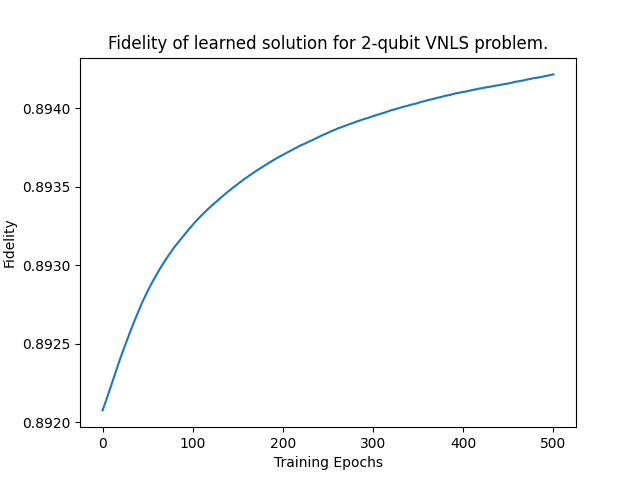 Fidelity of learned solution for 2-qubit VNLS problem.
0.8940
0.8935
0.8930
0.8925
0.8920
Fidelity
0 100 200 300 400 500
Training Epochs